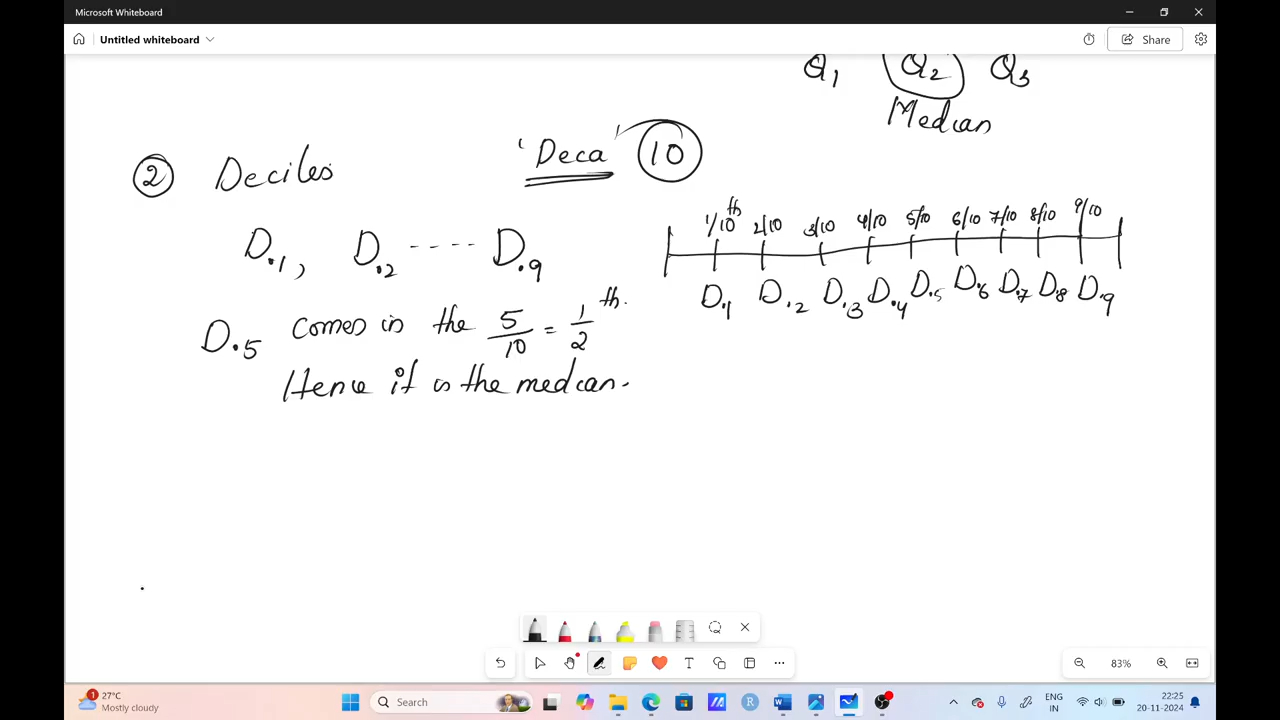 Microsoft Whiteboard
Untitled whiteboard
Share
Q1 Q2 Q3
Median
② Deciles 'Deca' 10
1/10th 2/10 3/10 4/10 5/10 6/10 7/10 8/10 9/10
D.1, D.2 ----- D.9
D.1 D.2 D.3 D.4 D.5 D.6 D.7 D.8 D.9
D.5 comes in the 5/10 = 1/2 th.
Hence it is the median.
83%
1
27°C
Mostly cloudy
Search
ENG
IN
22:25
20-11-2024